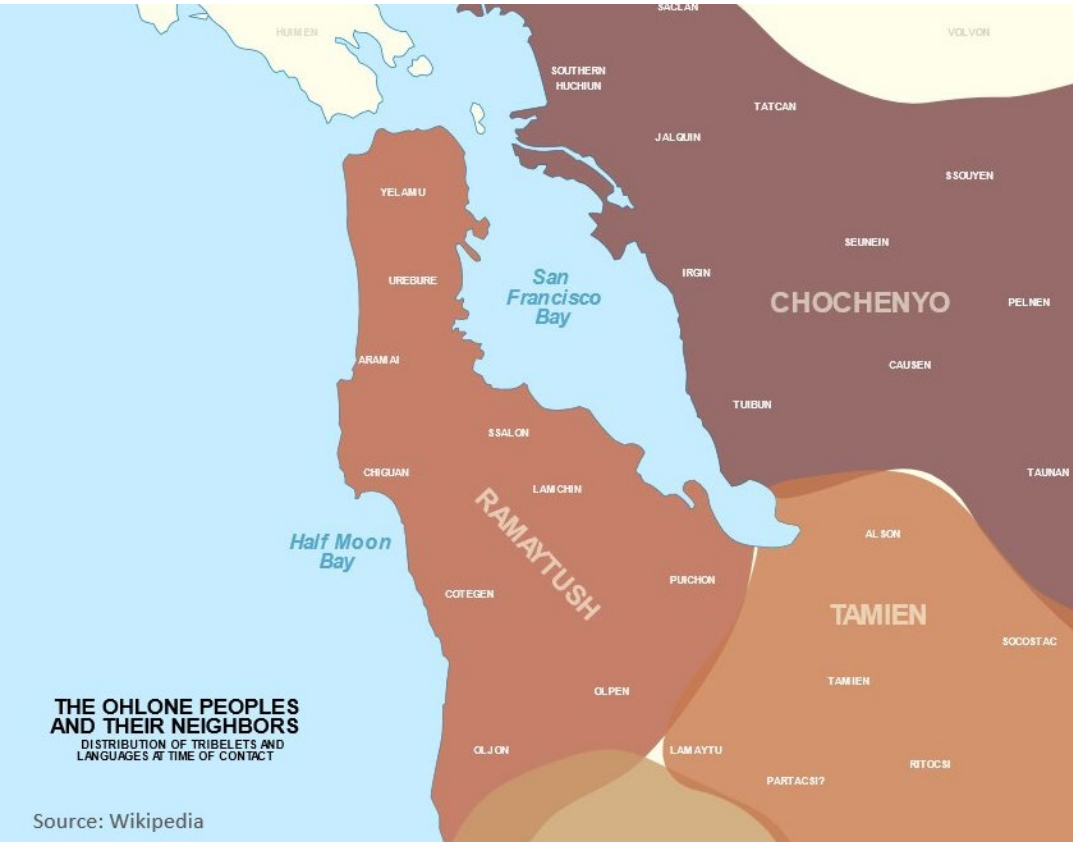 SACLAN
HUIMEN
VOLVON
SOUTHERN
HUCHIUN
TATCAN
JALQUIN
SSOUYEN
YELAMU
SEUNEIN
IRGIN
UREBURE
San
Francisco
Bay
CHOCHENYO
PELNEN
ARAMAI
CAUSEN
TUIBUN
SSALON
CHIGUAN
TAUNAN
LAMCHIN
RAMAYTUSH
Half Moon
Bay
ALSON
PUICHON
COTEGEN
TAMIEN
SOCOSTAC
TAMIEN
OLPEN
THE OHLONE PEOPLES
AND THEIR NEIGHBORS
DISTRIBUTION OF TRIBELETS AND
LANGUAGES AT TIME OF CONTACT
OLJON
LAMAYTU
RITOCSI
PARTACSI?
Source: Wikipedia